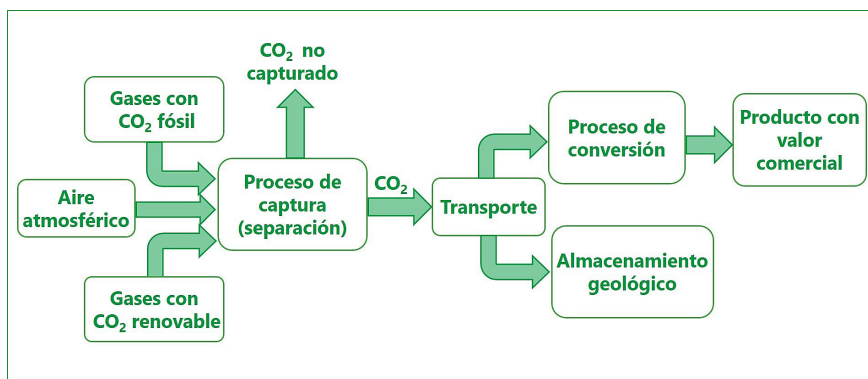 CO₂ no
capturado
Gases con
CO₂ fósil
Aire
atmosférico
Gases con
CO₂ renovable
Proceso de
captura
(separación)
CO₂
Transporte
Proceso de
conversión
Producto con
valor
comercial
Almacenamiento
geológico